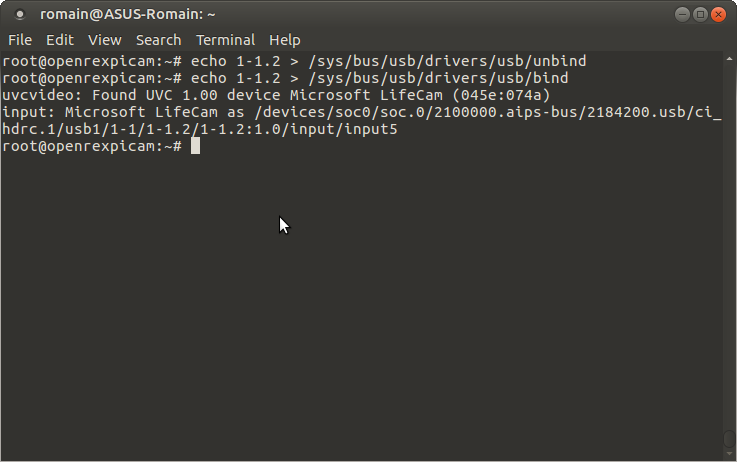 romain@ASUS-Romain: ~
File Edit View Search Terminal Help
root@openrexpicam:~# echo 1-1.2 > /sys/bus/usb/drivers/usb/unbind
root@openrexpicam:~# echo 1-1.2 > /sys/bus/usb/drivers/usb/bind
uvcvideo: Found UVC 1.00 device Microsoft LifeCam (045e:074a)
input: Microsoft LifeCam as /devices/soc0/soc.0/2100000.aips-bus/2184200.usb/ci_
hdrc.1/usb1/1-1/1-1.2/1-1.2:1.0/input/input5
root@openrexpicam:~#